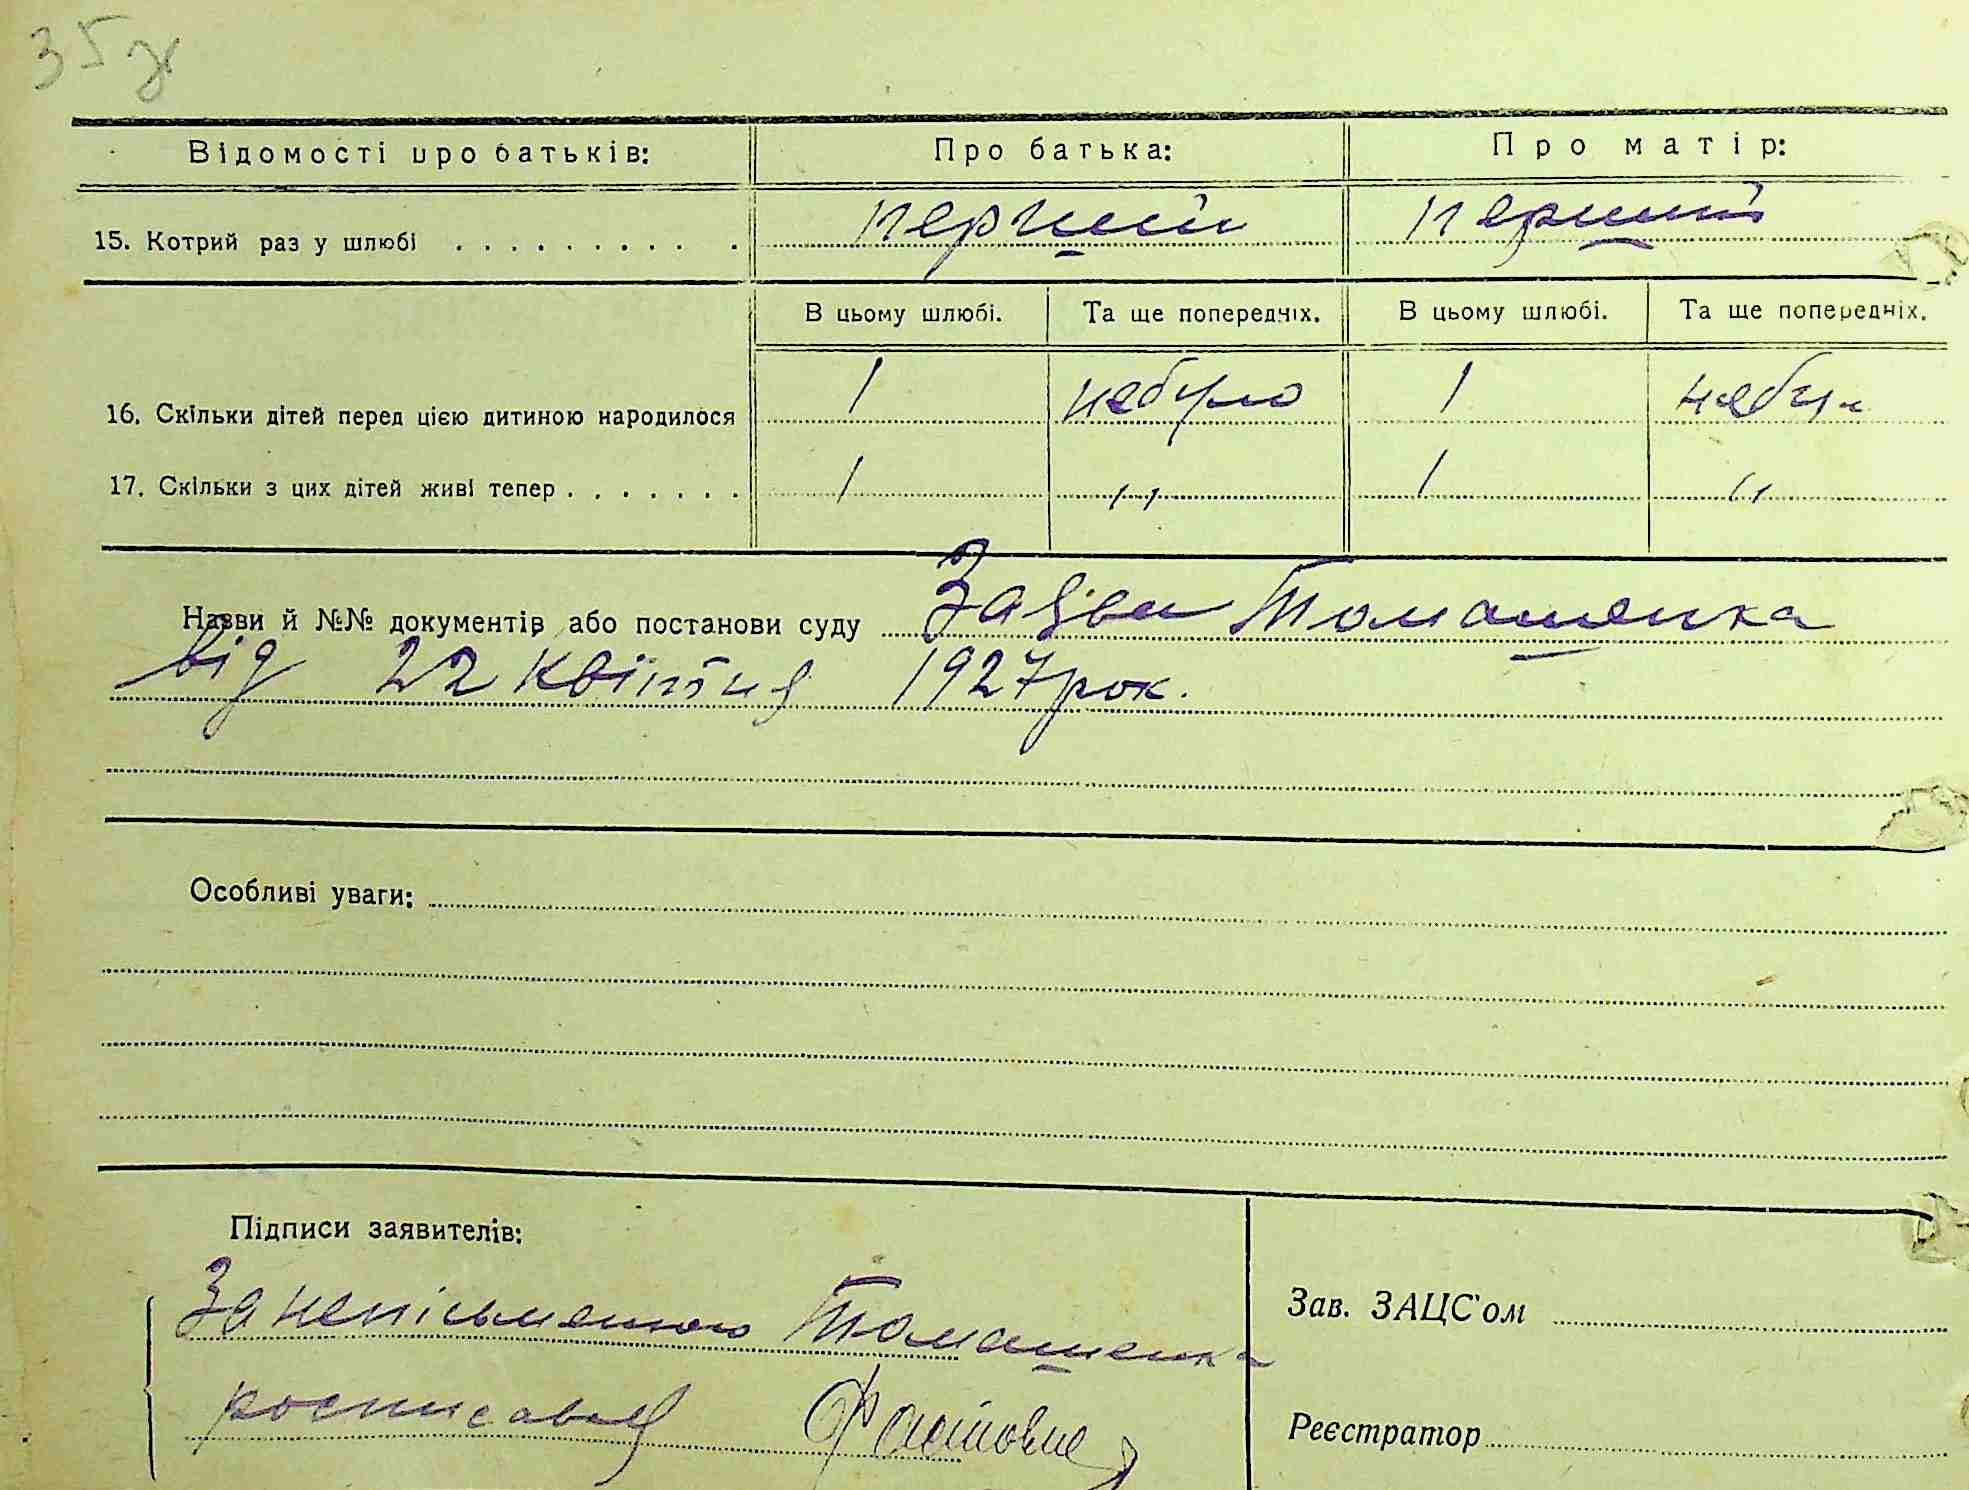 35
Відомості про батьків: Про батька: Про матір:
15. Котрий раз у шлюбі . . . . . . . . . . перший перший
В цьому шлюбі. Та ще попередніх. В цьому шлюбі. Та ще попередніх.
16. Скільки дітей перед цією дитиною народилося 1 небуло 1
17. Скільки з цих дітей живі тепер . . . . . . . 1 " 1 "
Назви й №№ документів або постанови суду Заява Томашенка
від 22 квітня 1927 рок.
Особливі уваги:
Підписи заявителів:
За непісьменого Томашенка
росписався
Зав. ЗАЦС'ом
Реєстратор